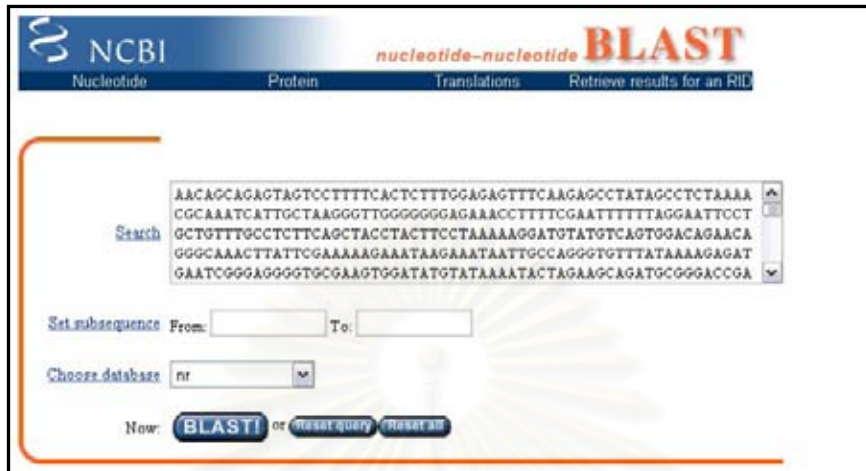 NCBI
nucleotide-nucleotide BLAST
Nucleotide Protein Translations Retrieve results for an RID
AACAGCAGAGTAGTCCTTTTCACTCTTTGGAGAGTTTCAAGAGCCTATAGCCTCTAAAA
CGCAAATCATTGCTAAGGGTTGGGGGGGAGAAACCTTTTCGAATTTTTTAGGAATTCCT
Search GCTGTTTGCCTCTTCAGCTACCTACTTCCTAAAAAGGATGTATGTCAGTGGACAGAACA
GGGCAAACTTATTCGAAAAAGAAATAAGAAATAATTGCCAGGGTGTTTATAAAAGAGAT
GAATCGGGAGGGGTGCGAAGTGGATATGTATAAAATACTAGAAGCAGATGCGGGACCGA
Set subsequence From: To:
Choose database nr
Now: BLAST! or Reset query Reset all